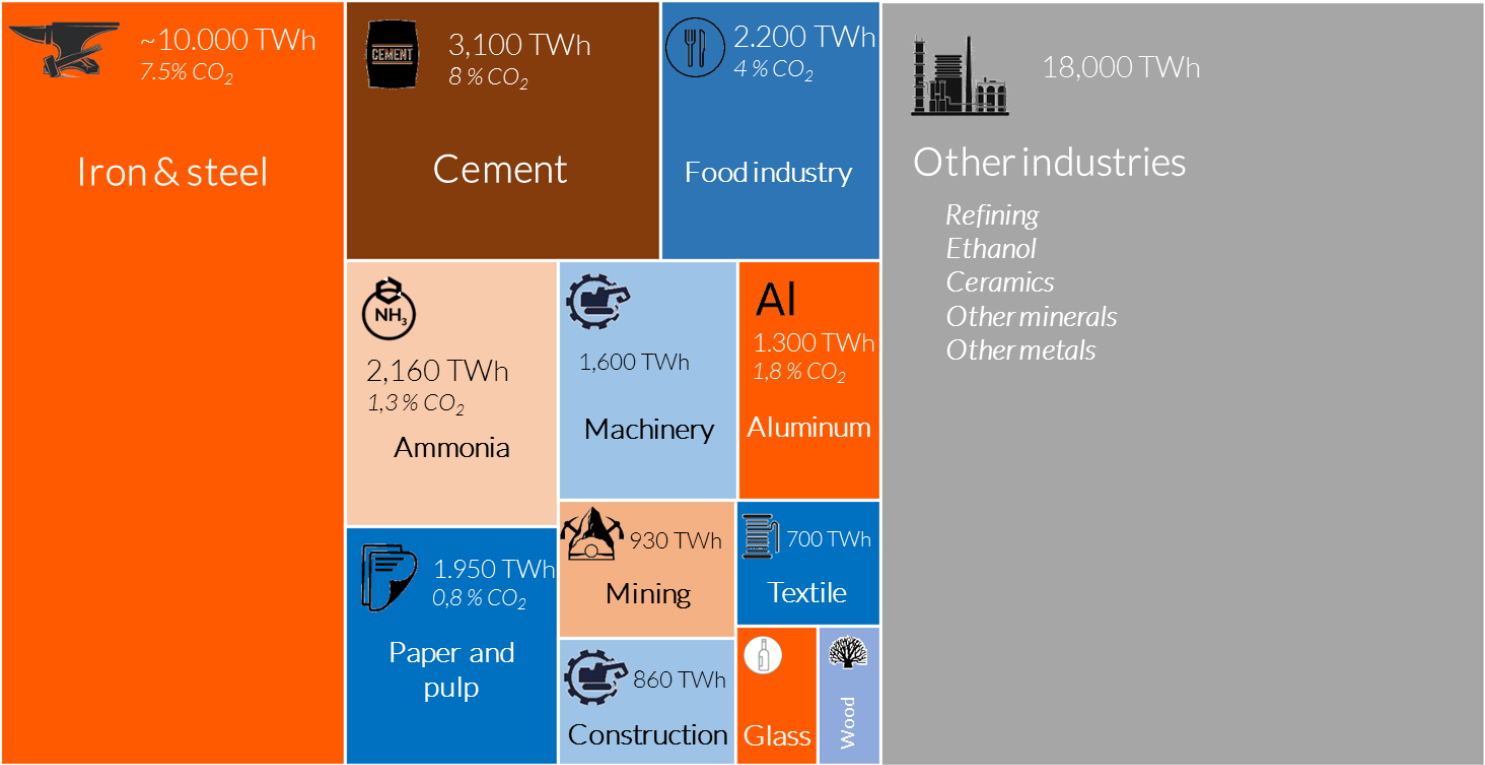 ~10.000 TWh
7.5% CO2
Iron & steel
CEMENT
3,100 TWh
8 % CO2
Cement
2.200 TWh
4 % CO2
Food industry
18,000 TWh
Other industries
Refining
Ethanol
Ceramics
Other minerals
Other metals
NH3
2,160 TWh
1,3 % CO2
Ammonia
1,600 TWh
Machinery
Al
1.300 TWh
1,8 % CO2
Aluminum
1.950 TWh
0,8 % CO2
Paper and
pulp
930 TWh
Mining
700 TWh
Textile
860 TWh
Construction
Glass
Wood